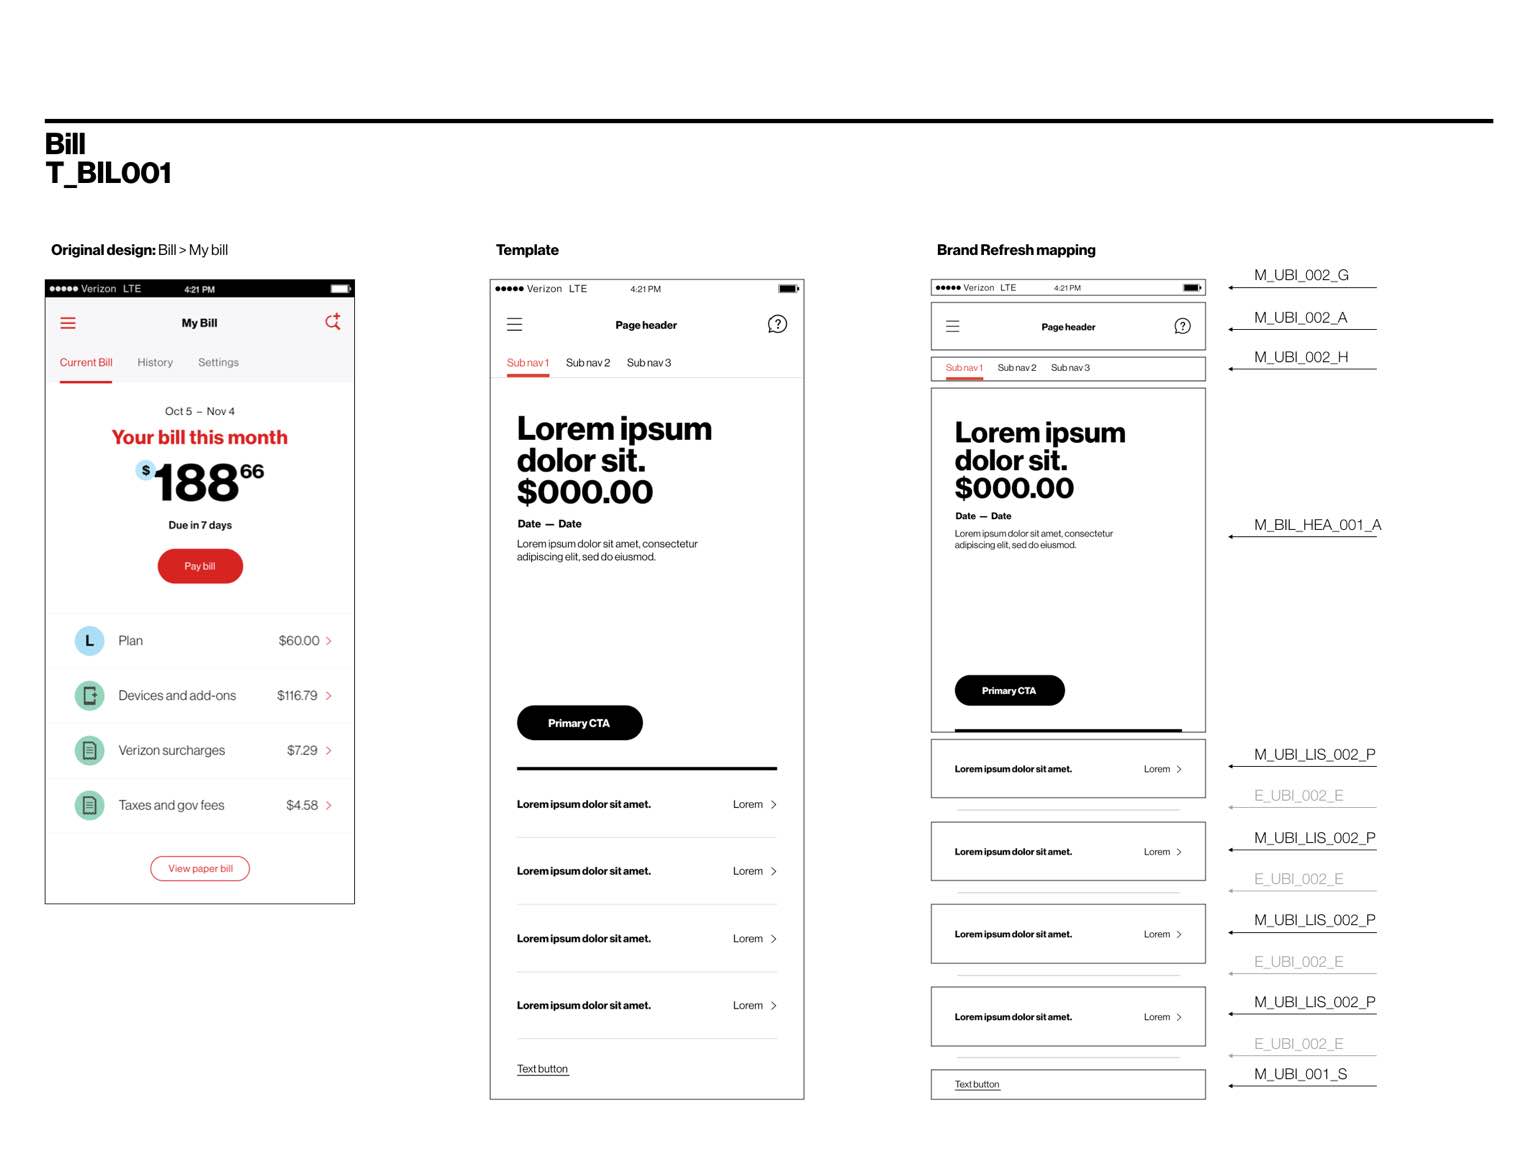 Bill
T_BIL001
Original design: Bill > My bill
Verizon LTE 4:21 PM
My Bill
Current Bill History Settings
Oct 5 – Nov 4
Your bill this month
$188 66
Due in 7 days
Pay bill
L Plan $60.00
Devices and add-ons $116.79
Verizon surcharges $7.29
Taxes and gov fees $4.58
View paper bill
Template
Verizon LTE 4:21 PM
Page header
Sub nav 1 Sub nav 2 Sub nav 3
Lorem ipsum
dolor sit.
$000.00
Date — Date
Lorem ipsum dolor sit amet, consectetur
adipiscing elit, sed do eiusmod.
Primary CTA
Lorem ipsum dolor sit amet. Lorem
Lorem ipsum dolor sit amet. Lorem
Lorem ipsum dolor sit amet. Lorem
Lorem ipsum dolor sit amet. Lorem
Text button
Brand Refresh mapping
Verizon LTE 4:21 PM
Page header
Sub nav 1 Sub nav 2 Sub nav 3
Lorem ipsum
dolor sit.
$000.00
Date — Date
Lorem ipsum dolor sit amet, consectetur
adipiscing elit, sed do eiusmod.
Primary CTA
Lorem ipsum dolor sit amet. Lorem
Lorem ipsum dolor sit amet. Lorem
Lorem ipsum dolor sit amet. Lorem
Lorem ipsum dolor sit amet. Lorem
Text button
M_UBI_002_G
M_UBI_002_A
M_UBI_002_H
M_BIL_HEA_001_A
M_UBI_LIS_002_P
E_UBI_002_E
M_UBI_LIS_002_P
E_UBI_002_E
M_UBI_LIS_002_P
E_UBI_002_E
M_UBI_LIS_002_P
E_UBI_002_E
M_UBI_001_S